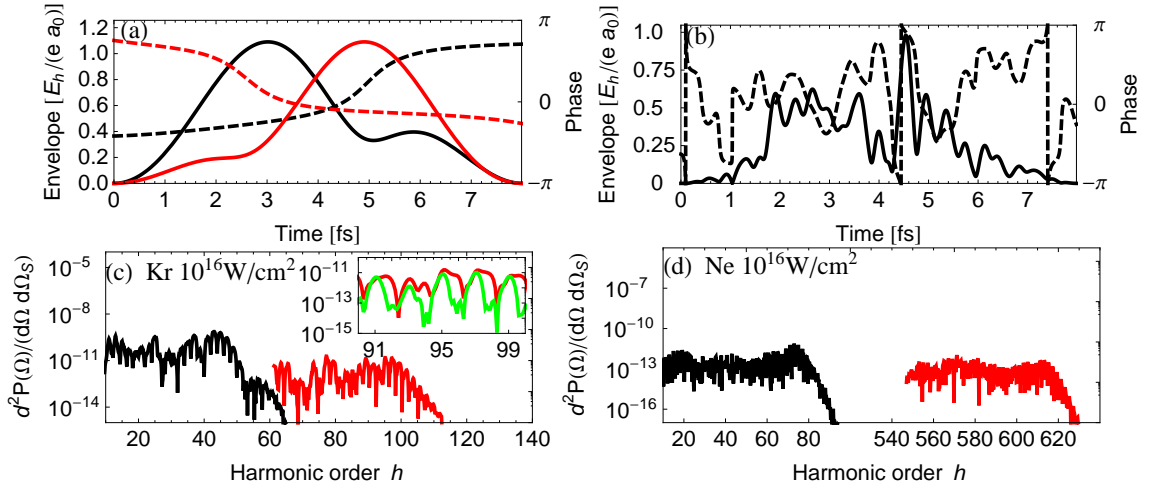 (a)
Envelope [E_h/(e a_0)]
1.2
1.0
0.8
0.6
0.4
0.2
0.0
π
0
−π
Phase
0 1 2 3 4 5 6 7
Time [fs]
(b)
Envelope [E_h/(e a_0)]
1.00
0.75
0.50
0.25
0
π
0
−π
Phase
0 1 2 3 4 5 6 7
Time [fs]
(c) Kr 10^16 W/cm^2
d^2P(Ω)/(dΩ dΩ_S)
10^−5
10^−8
10^−11
10^−14
10^−11
10^−13
10^−15
91 95 99
20 40 60 80 100 120 140
Harmonic order h
(d) Ne 10^16 W/cm^2
d^2P(Ω)/(dΩ dΩ_S)
10^−7
10^−10
10^−13
10^−16
20 40 60 80 540 560 580 600 620
Harmonic order h